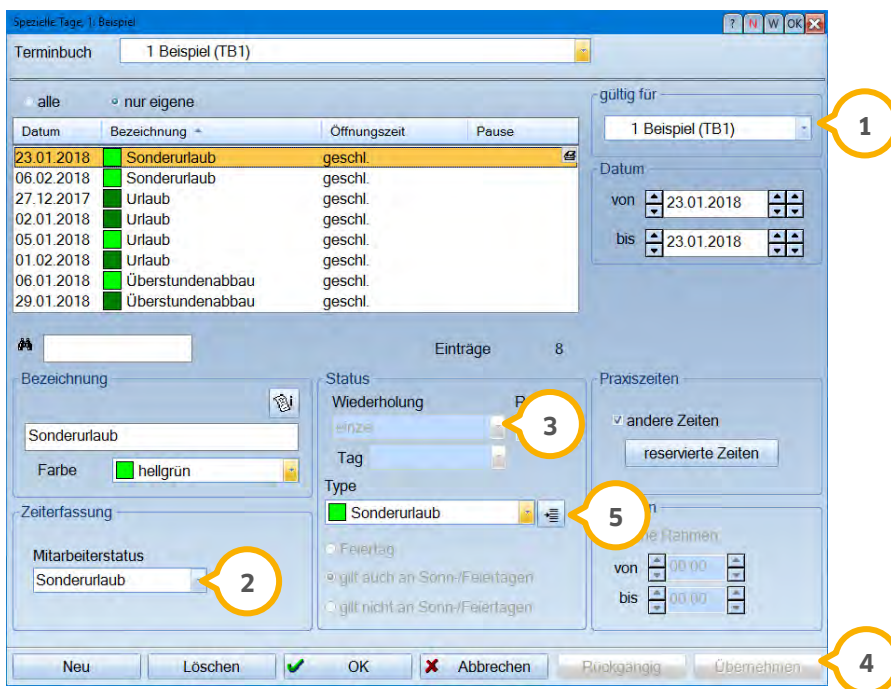 Spezielle Tage, 1: Beispiel
? N W OK
Terminbuch 1 Beispiel (TB1)
alle nur eigene
Datum Bezeichnung Öffnungszeit Pause
23.01.2018 Sonderurlaub geschl.
06.02.2018 Sonderurlaub geschl.
27.12.2017 Urlaub geschl.
02.01.2018 Urlaub geschl.
05.01.2018 Urlaub geschl.
01.02.2018 Urlaub geschl.
06.01.2018 Überstundenabbau geschl.
29.01.2018 Überstundenabbau geschl.
gültig für
1 Beispiel (TB1)
1
Datum
von 23.01.2018
bis 23.01.2018
Einträge 8
Bezeichnung
Sonderurlaub
Farbe hellgrün
Zeiterfassung
Mitarbeiterstatus
Sonderurlaub
2
Status
Wiederholung
einzel
3
Tag
Type
Sonderurlaub
5
Feiertag
gilt auch an Sonn-/Feiertagen
gilt nicht an Sonn-/Feiertagen
Praxiszeiten
andere Zeiten
reservierte Zeiten
Rahmen
von 00:00
bis 00:00
Neu Löschen OK Abbrechen Rückgängig Übernehmen
4